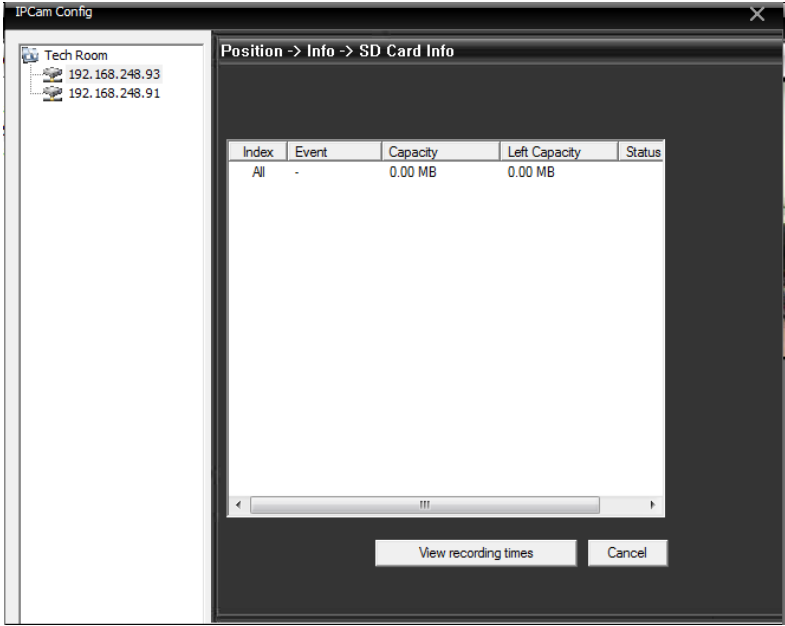 IPCam Config
Tech Room
192.168.248.93
192.168.248.91
Position -> Info -> SD Card Info
Index Event Capacity Left Capacity Status
All - 0.00 MB 0.00 MB
View recording times Cancel